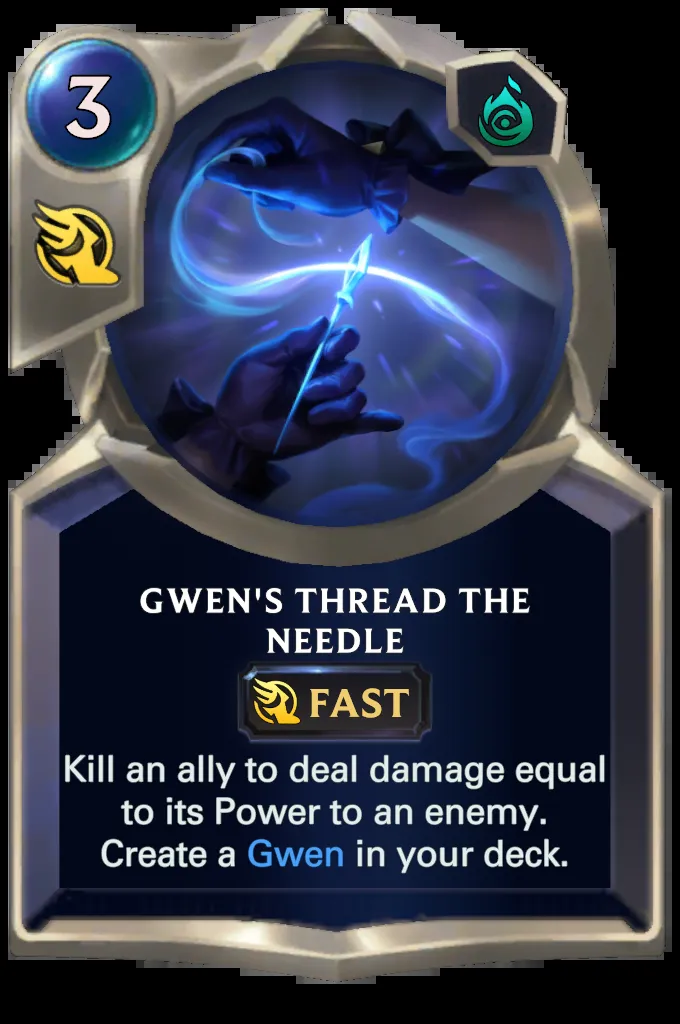 3
GWEN'S THREAD THE
NEEDLE
FAST
Kill an ally to deal damage equal
to its Power to an enemy.
Create a Gwen in your deck.